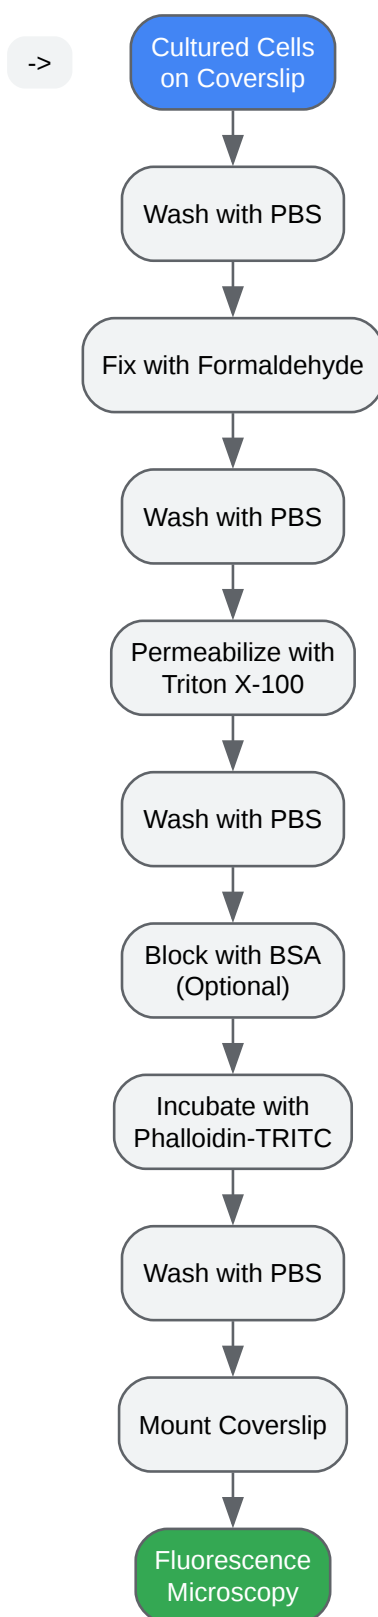 ->
Cultured Cells
on Coverslip
Wash with PBS
Fix with Formaldehyde
Wash with PBS
Permeabilize with
Triton X-100
Wash with PBS
Block with BSA
(Optional)
Incubate with
Phalloidin-TRITC
Wash with PBS
Mount Coverslip
Fluorescence
Microscopy